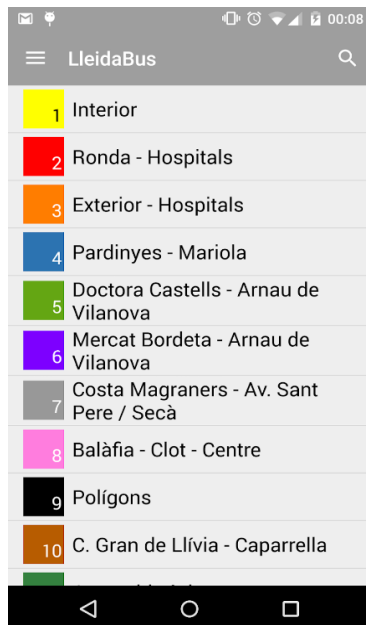 00:08
LleidaBus
1 Interior
2 Ronda - Hospitals
3 Exterior - Hospitals
4 Pardinyes - Mariola
5 Doctora Castells - Arnau de
Vilanova
6 Mercat Bordeta - Arnau de
Vilanova
7 Costa Magraners - Av. Sant
Pere / Secà
8 Balàfia - Clot - Centre
9 Polígons
10 C. Gran de Llívia - Caparrella